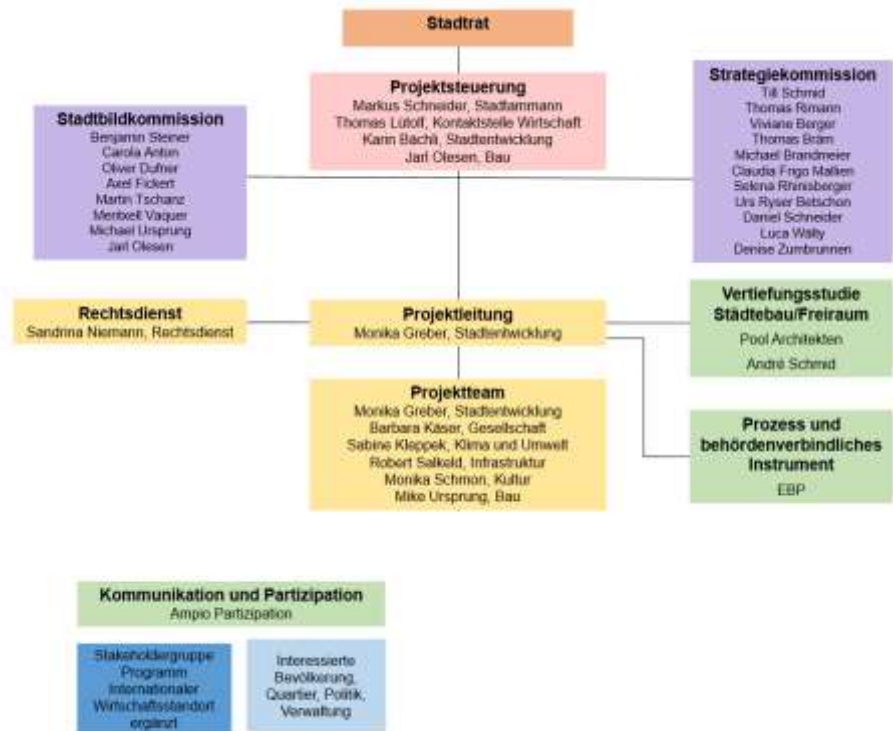 Stadtrat
Projektsteuerung
Markus Schneider, Stadtammann
Thomas Lütolf, Kontaktstelle Wirtschaft
Karin Bächli, Stadtentwicklung
Jarl Olesen, Bau
Stadtbildkommission
Benjamin Steiner
Carola Anton
Oliver Dufner
Axel Fickert
Martin Tschanz
Meritxell Vaquer
Michael Ursprung
Jarl Olesen
Strategiekommission
Till Schmid
Thomas Rimann
Viviane Berger
Thomas Bräm
Michael Brandmeier
Claudia Frigo Mallien
Selena Rhinisberger
Urs Ryser Betschon
Daniel Schneider
Luca Wälty
Denise Zumbrunnen
Rechtsdienst
Sandrina Niemann, Rechtsdienst
Projektleitung
Monika Greber, Stadtentwicklung
Vertiefungsstudie
Städtebau/Freiraum
Pool Architekten
André Schmid
Projektteam
Monika Greber, Stadtentwicklung
Barbara Käser, Gesellschaft
Sabine Kleppek, Klima und Umwelt
Robert Salkeld, Infrastruktur
Monika Schmon, Kultur
Mike Ursprung, Bau
Prozess und
behördenverbindliches
Instrument
EBP
Kommunikation und Partizipation
Ampio Partizipation
Stakeholdergruppe
Programm
Internationaler
Wirtschaftsstandort
ergänzt
Interessierte
Bevölkerung,
Quartier, Politik,
Verwaltung